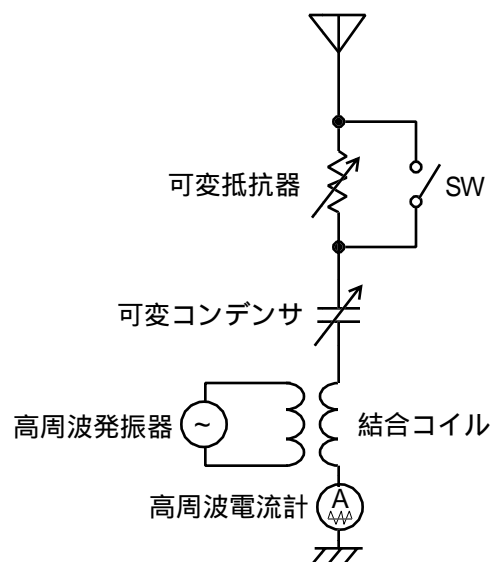 可変抵抗器
SW
可変コンデンサ
高周波発振器
~
結合コイル
高周波電流計
A